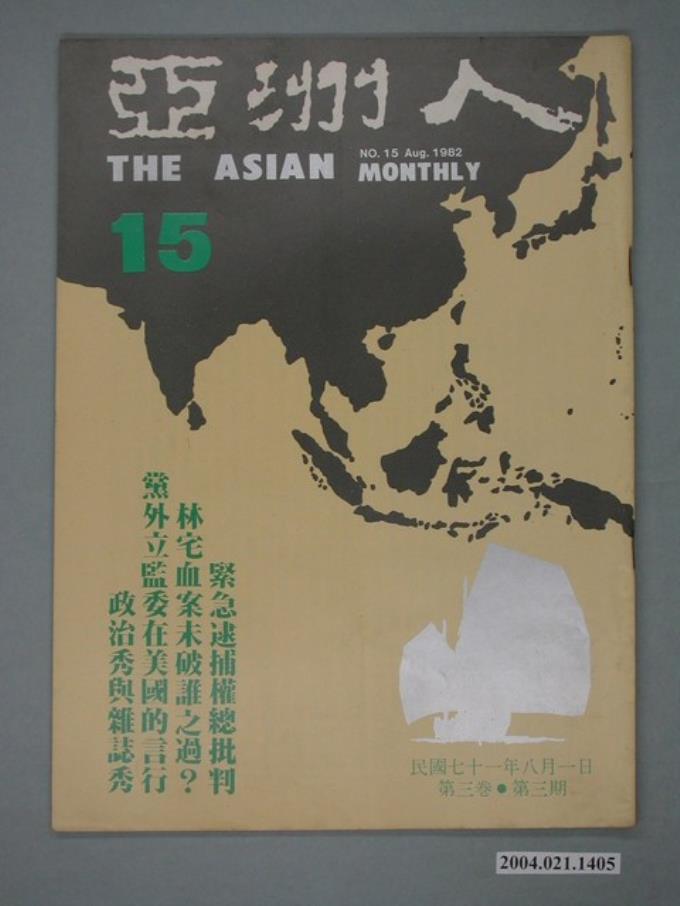 亞洲人
NO. 15 Aug. 1982
THE ASIAN MONTHLY
15
緊急逮捕權總批判
林宅血案未破誰之過？
黨外立監委在美國的言行
政治秀與雜誌秀
民國七十一年八月一日
第三卷●第三期
2004.021.1405